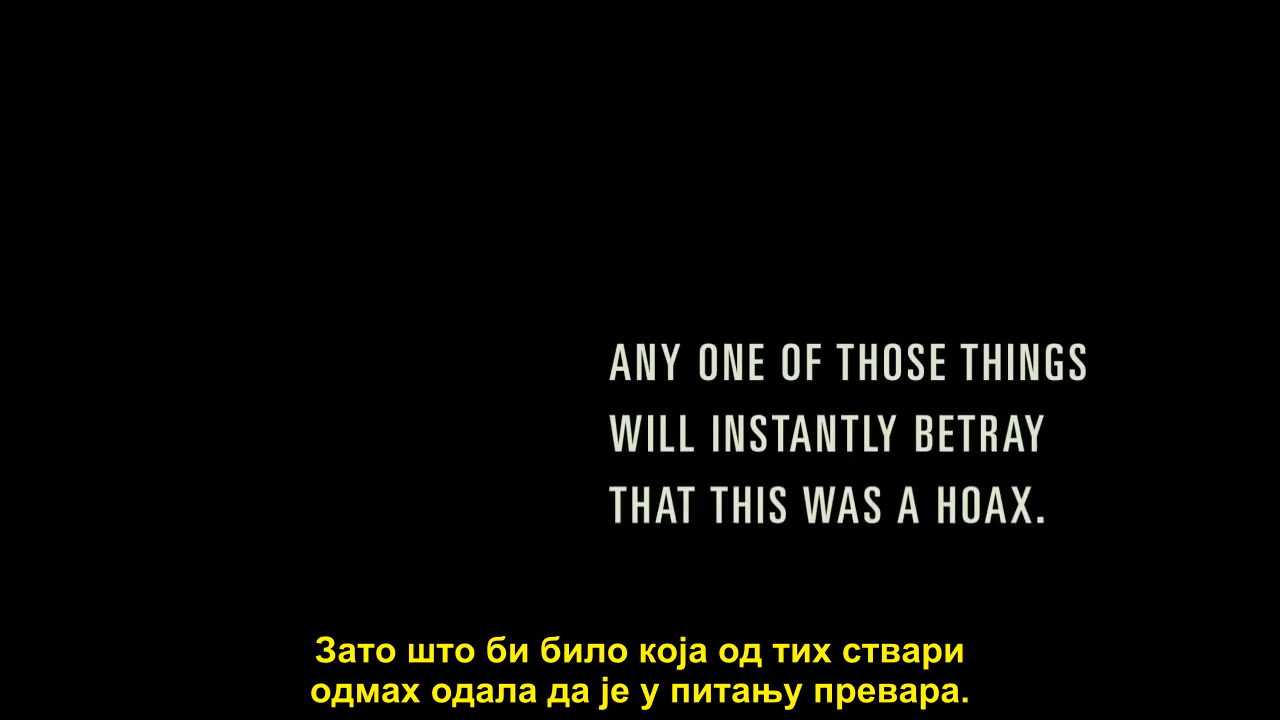 ANY ONE OF THOSE THINGS
WILL INSTANTLY BETRAY
THAT THIS WAS A HOAX.
Зато што би било која од тих ствари
одмах одала да је у питању превара.